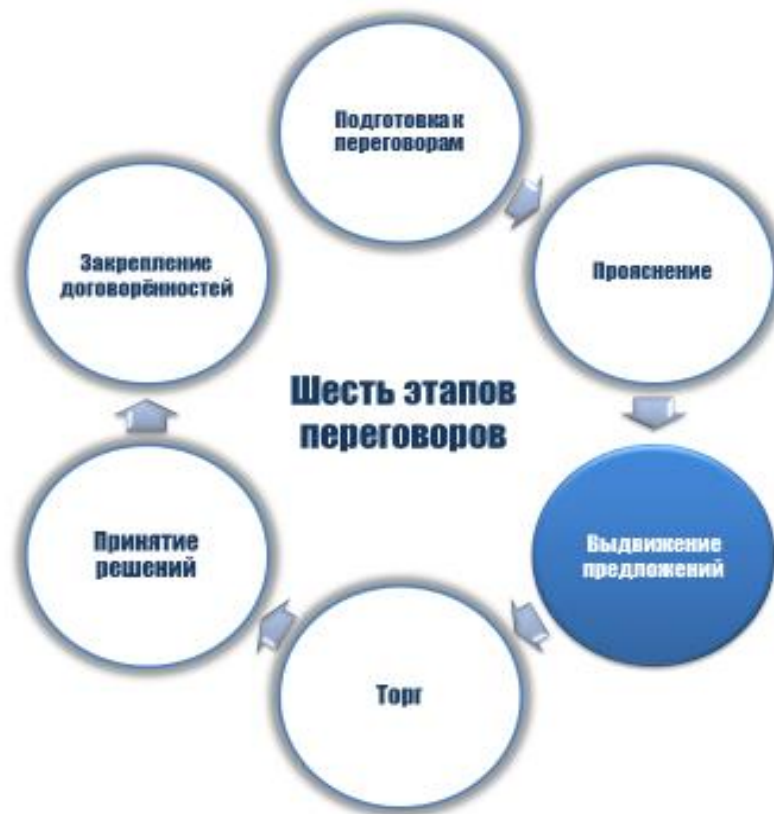 Подготовка к
переговорам
Прояснение
Выдвижение
предложений
Торг
Принятие
решений
Закрепление
договорённостей
Шесть этапов
переговоров